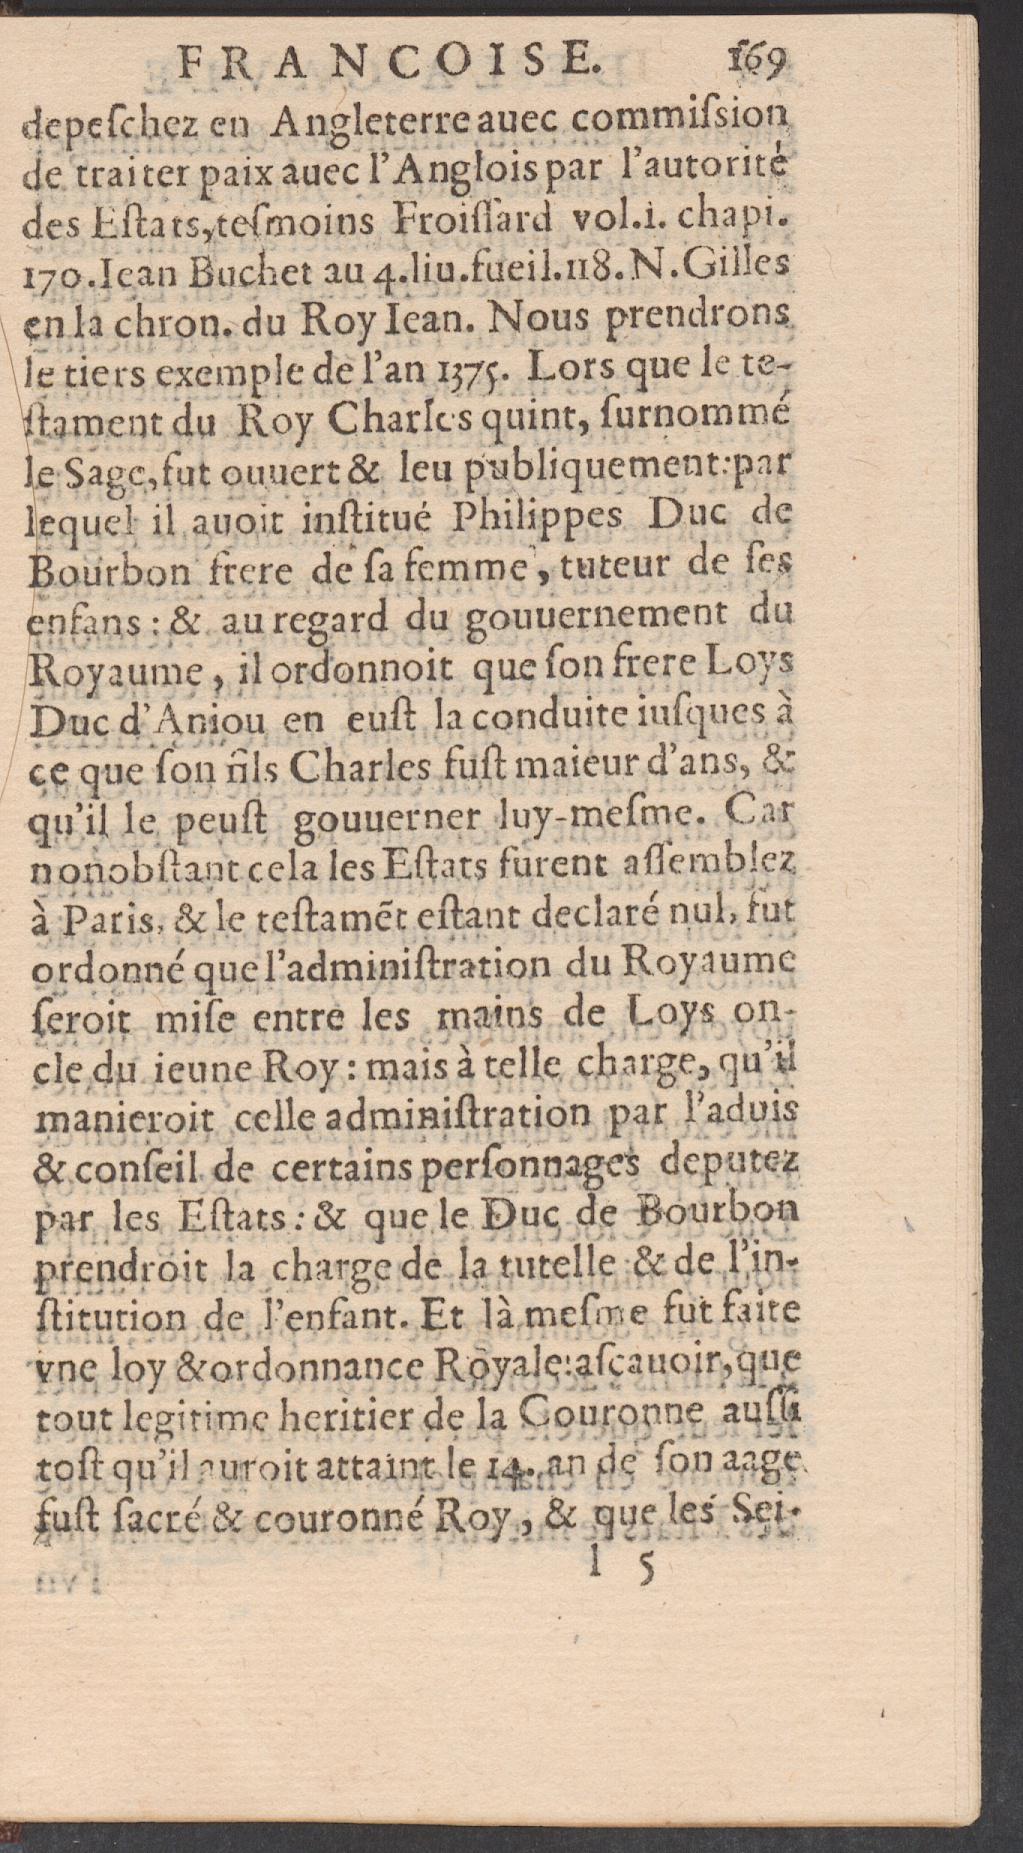 FRANCOISE. 169
depeſchez en Angleterre auec commiſsion
de traiter paix auec l'Anglois par l'autorité
des Eſtats, teſmoins Froiſſard vol.i. chapi.
170. Iean Buchet au 4. liu. fueil. 118. N. Gilles
en la chron. du Roy Iean. Nous prendrons
le tiers exemple de l'an 1375. Lors que le te-
ſtament du Roy Charles quint, ſurnommé
le Sage, fut ouuert & leu publiquement: par
lequel il auoit inſtitué Philippes Duc de
Bourbon frere de ſa femme, tuteur de ſes
enfans : & au regard du gouuernement du
Royaume, il ordonnoit que ſon frere Loys
Duc d'Aniou en euſt la conduite iuſques à
ce que ſon fils Charles fuſt maieur d'ans, &
qu'il le peuſt gouuerner luy-meſme. Car
nonobſtant cela les Eſtats furent aſſemblez
à Paris, & le teſtamẽt eſtant declaré nul, fut
ordonné que l'adminiſtration du Royaume
ſeroit miſe entre les mains de Loys on-
cle du ieune Roy : mais à telle charge, qu'il
manieroit celle adminiſtration par l'aduis
& conſeil de certains perſonnages deputez
par les Eſtats : & que le Duc de Bourbon
prendroit la charge de la tutelle & de l'in-
ſtitution de l'enfant. Et là meſme fut faite
vne loy & ordonnance Royale: aſcauoir, que
tout legitime heritier de la Couronne auſſi
toſt qu'il auroit attaint le 14. an de ſon aage
fuſt ſacré & couronné Roy, & que les Sei-
l 5